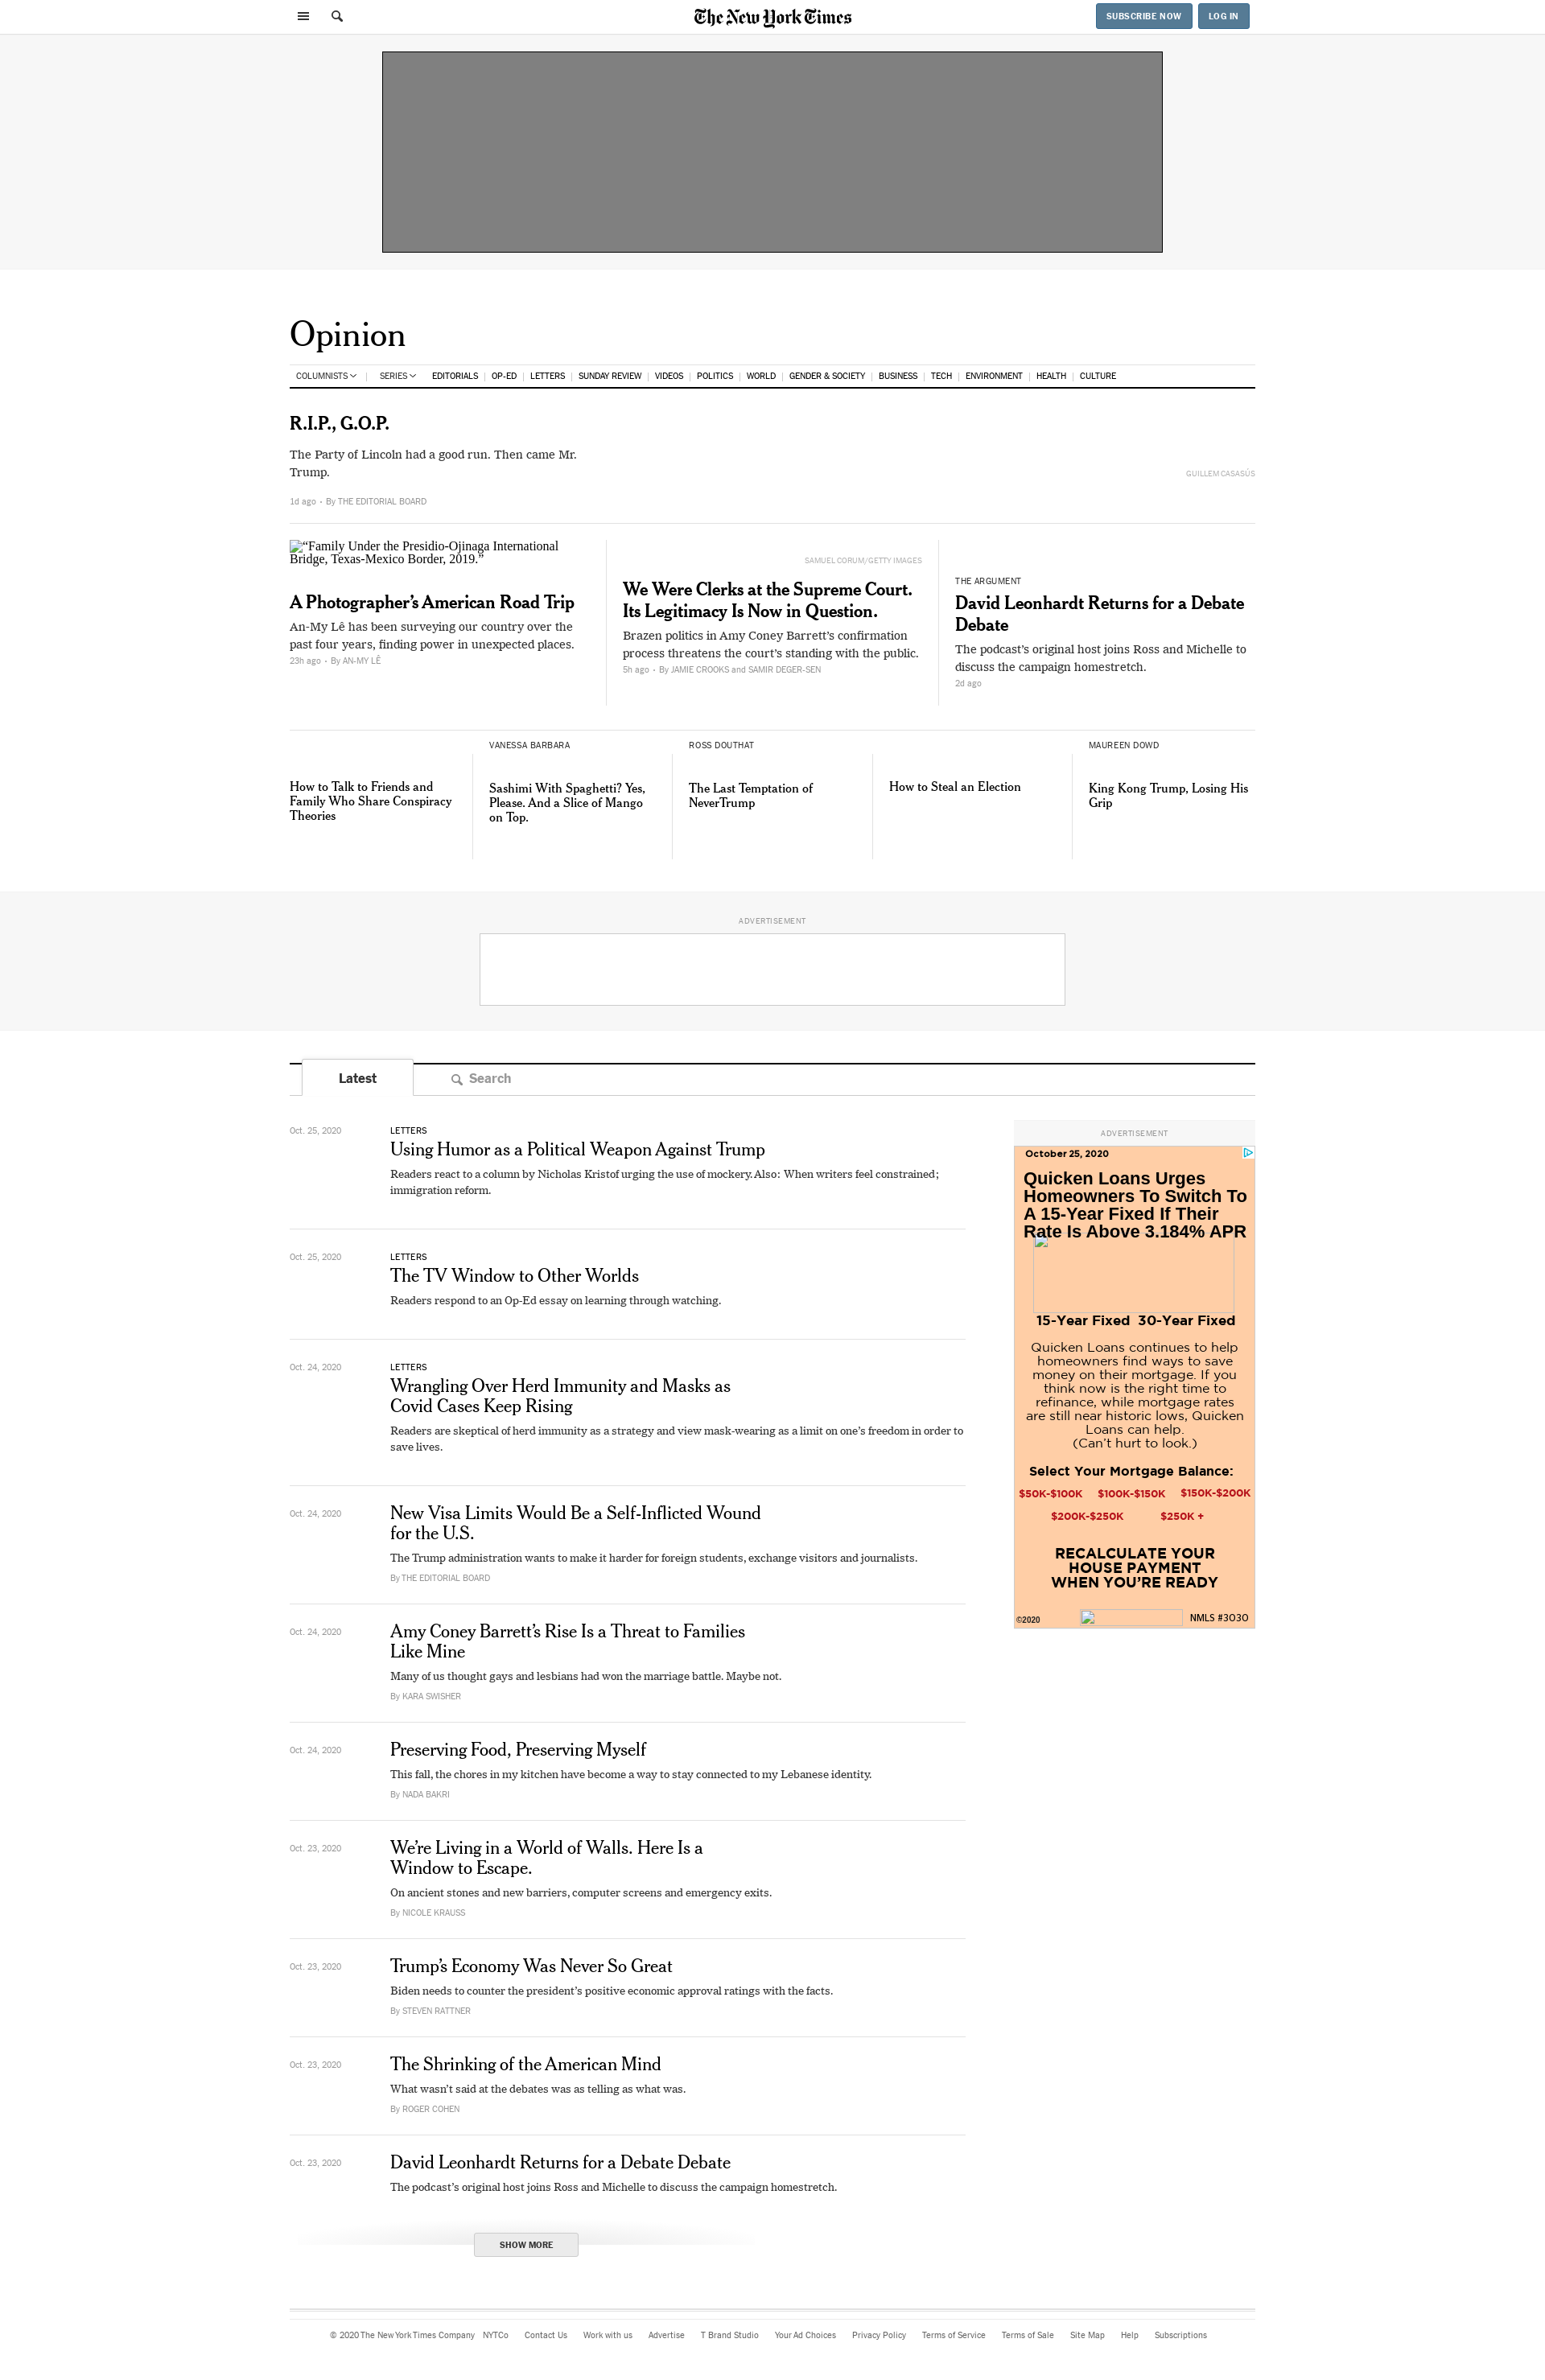 The New York Times
SUBSCRIBE NOW
LOG IN
Opinion
COLUMNISTS
SERIES
EDITORIALS
OP-ED
LETTERS
SUNDAY REVIEW
VIDEOS
POLITICS
WORLD
GENDER & SOCIETY
BUSINESS
TECH
ENVIRONMENT
HEALTH
CULTURE
R.I.P., G.O.P.
The Party of Lincoln had a good run. Then came Mr.
Trump.
GUILLEM CASASÚS
1d ago • By THE EDITORIAL BOARD
“Family Under the Presidio-Ojinaga International
Bridge, Texas-Mexico Border, 2019.”
A Photographer’s American Road Trip
An-My Lê has been surveying our country over the
past four years, finding power in unexpected places.
23h ago • By AN-MY LÊ
SAMUEL CORUM/GETTY IMAGES
We Were Clerks at the Supreme Court.
Its Legitimacy Is Now in Question.
Brazen politics in Amy Coney Barrett’s confirmation
process threatens the court’s standing with the public.
5h ago • By JAMIE CROOKS and SAMIR DEGER-SEN
THE ARGUMENT
David Leonhardt Returns for a Debate
Debate
The podcast’s original host joins Ross and Michelle to
discuss the campaign homestretch.
2d ago
How to Talk to Friends and
Family Who Share Conspiracy
Theories
VANESSA BARBARA
Sashimi With Spaghetti? Yes,
Please. And a Slice of Mango
on Top.
ROSS DOUTHAT
The Last Temptation of
NeverTrump
How to Steal an Election
MAUREEN DOWD
King Kong Trump, Losing His
Grip
ADVERTISEMENT
Latest
Search
Oct. 25, 2020
LETTERS
Using Humor as a Political Weapon Against Trump
Readers react to a column by Nicholas Kristof urging the use of mockery. Also: When writers feel constrained;
immigration reform.
Oct. 25, 2020
LETTERS
The TV Window to Other Worlds
Readers respond to an Op-Ed essay on learning through watching.
Oct. 24, 2020
LETTERS
Wrangling Over Herd Immunity and Masks as
Covid Cases Keep Rising
Readers are skeptical of herd immunity as a strategy and view mask-wearing as a limit on one’s freedom in order to
save lives.
Oct. 24, 2020
New Visa Limits Would Be a Self-Inflicted Wound
for the U.S.
The Trump administration wants to make it harder for foreign students, exchange visitors and journalists.
By THE EDITORIAL BOARD
Oct. 24, 2020
Amy Coney Barrett’s Rise Is a Threat to Families
Like Mine
Many of us thought gays and lesbians had won the marriage battle. Maybe not.
By KARA SWISHER
Oct. 24, 2020
Preserving Food, Preserving Myself
This fall, the chores in my kitchen have become a way to stay connected to my Lebanese identity.
By NADA BAKRI
Oct. 23, 2020
We’re Living in a World of Walls. Here Is a
Window to Escape.
On ancient stones and new barriers, computer screens and emergency exits.
By NICOLE KRAUSS
Oct. 23, 2020
Trump’s Economy Was Never So Great
Biden needs to counter the president’s positive economic approval ratings with the facts.
By STEVEN RATTNER
Oct. 23, 2020
The Shrinking of the American Mind
What wasn’t said at the debates was as telling as what was.
By ROGER COHEN
Oct. 23, 2020
David Leonhardt Returns for a Debate Debate
The podcast’s original host joins Ross and Michelle to discuss the campaign homestretch.
SHOW MORE
ADVERTISEMENT
October 25, 2020
Quicken Loans Urges
Homeowners To Switch To
A 15-Year Fixed If Their
Rate Is Above 3.184% APR
15-Year Fixed 30-Year Fixed
Quicken Loans continues to help
homeowners find ways to save
money on their mortgage. If you
think now is the right time to
refinance, while mortgage rates
are still near historic lows, Quicken
Loans can help.
(Can’t hurt to look.)
Select Your Mortgage Balance:
$50K-$100K $100K-$150K $150K-$200K
$200K-$250K $250K +
RECALCULATE YOUR
HOUSE PAYMENT
WHEN YOU’RE READY
©2020
NMLS #3030
© 2020 The New York Times Company
NYTCo
Contact Us
Work with us
Advertise
T Brand Studio
Your Ad Choices
Privacy Policy
Terms of Service
Terms of Sale
Site Map
Help
Subscriptions